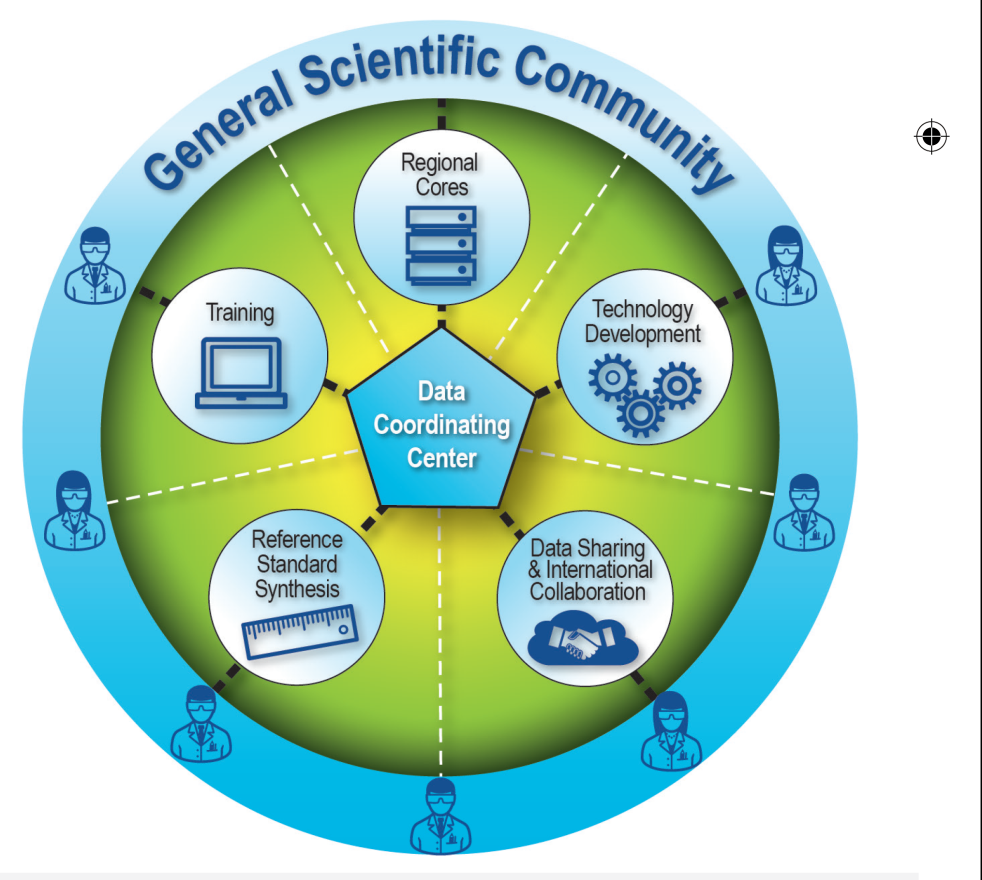 General Scientific Community
Regional
Cores
Training
Technology
Development
Data
Coordinating
Center
Reference
Standard
Synthesis
Data Sharing
& International
Collaboration